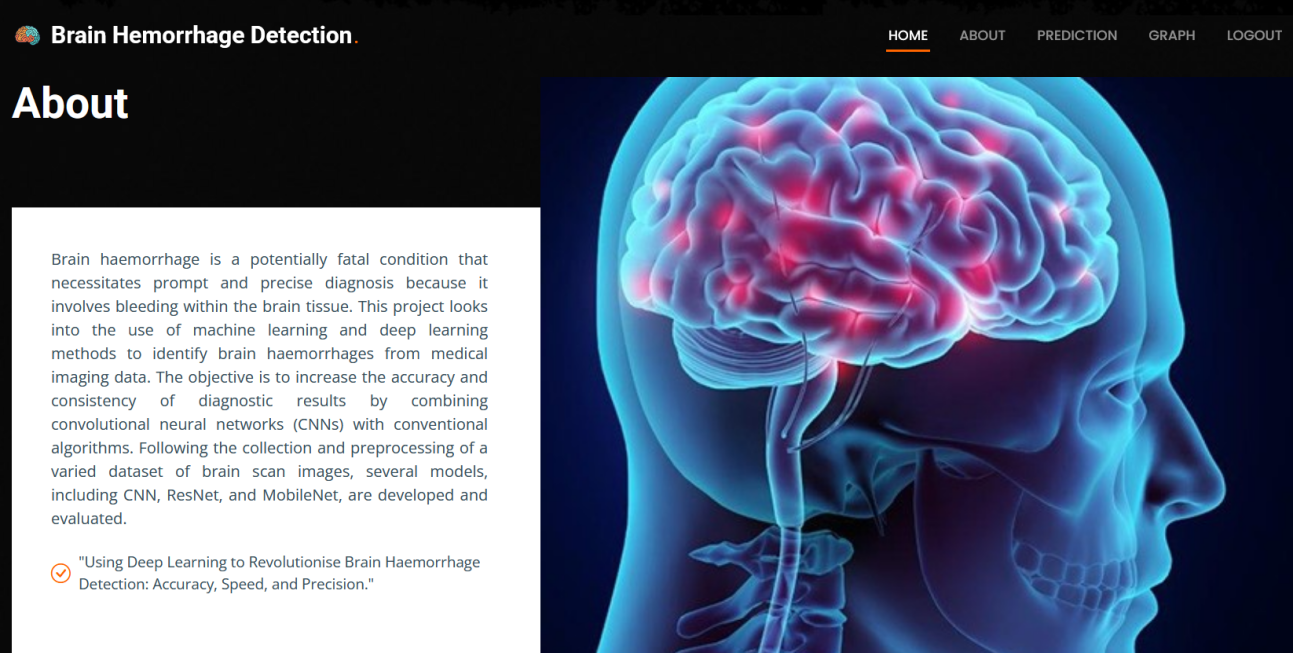 Brain Hemorrhage Detection.
HOME ABOUT PREDICTION GRAPH LOGOUT
About
Brain haemorrhage is a potentially fatal condition that
necessitates prompt and precise diagnosis because it
involves bleeding within the brain tissue. This project looks
into the use of machine learning and deep learning
methods to identify brain haemorrhages from medical
imaging data. The objective is to increase the accuracy and
consistency of diagnostic results by combining
convolutional neural networks (CNNs) with conventional
algorithms. Following the collection and preprocessing of a
varied dataset of brain scan images, several models,
including CNN, ResNet, and MobileNet, are developed and
evaluated.
"Using Deep Learning to Revolutionise Brain Haemorrhage
Detection: Accuracy, Speed, and Precision."